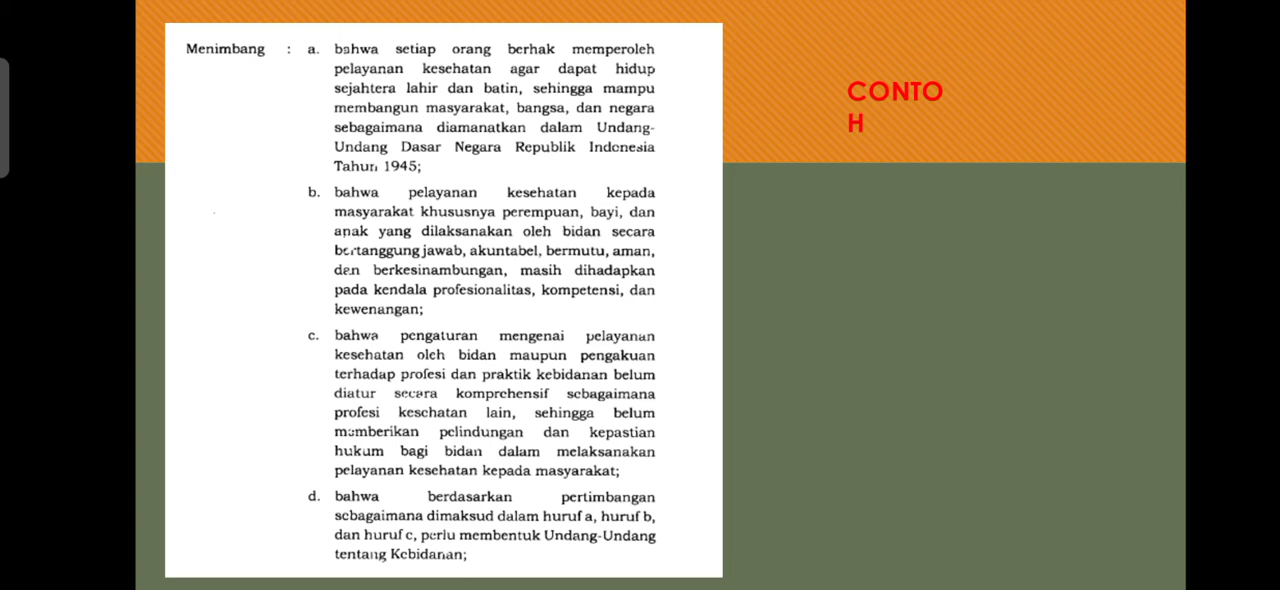 Menimbang : a. bahwa setiap orang berhak memperoleh
pelayanan kesehatan agar dapat hidup
sejahtera lahir dan batin, sehingga mampu
membangun masyarakat, bangsa, dan negara
sebagaimana diamanatkan dalam Undang-
Undang Dasar Negara Republik Indonesia
Tahun 1945;
b. bahwa pelayanan kesehatan kepada
masyarakat khususnya perempuan, bayi, dan
anak yang dilaksanakan oleh bidan secara
bertanggung jawab, akuntabel, bermutu, aman,
dan berkesinambungan, masih dihadapkan
pada kendala profesionalitas, kompetensi, dan
kewenangan;
c. bahwa pengaturan mengenai pelayanan
kesehatan oleh bidan maupun pengakuan
terhadap profesi dan praktik kebidanan belum
diatur secara komprehensif sebagaimana
profesi kesehatan lain, sehingga belum
memberikan pelindungan dan kepastian
hukum bagi bidan dalam melaksanakan
pelayanan kesehatan kepada masyarakat;
d. bahwa berdasarkan pertimbangan
sebagaimana dimaksud dalam huruf a, huruf b,
dan huruf c, perlu membentuk Undang-Undang
tentang Kebidanan;
CONTO
H